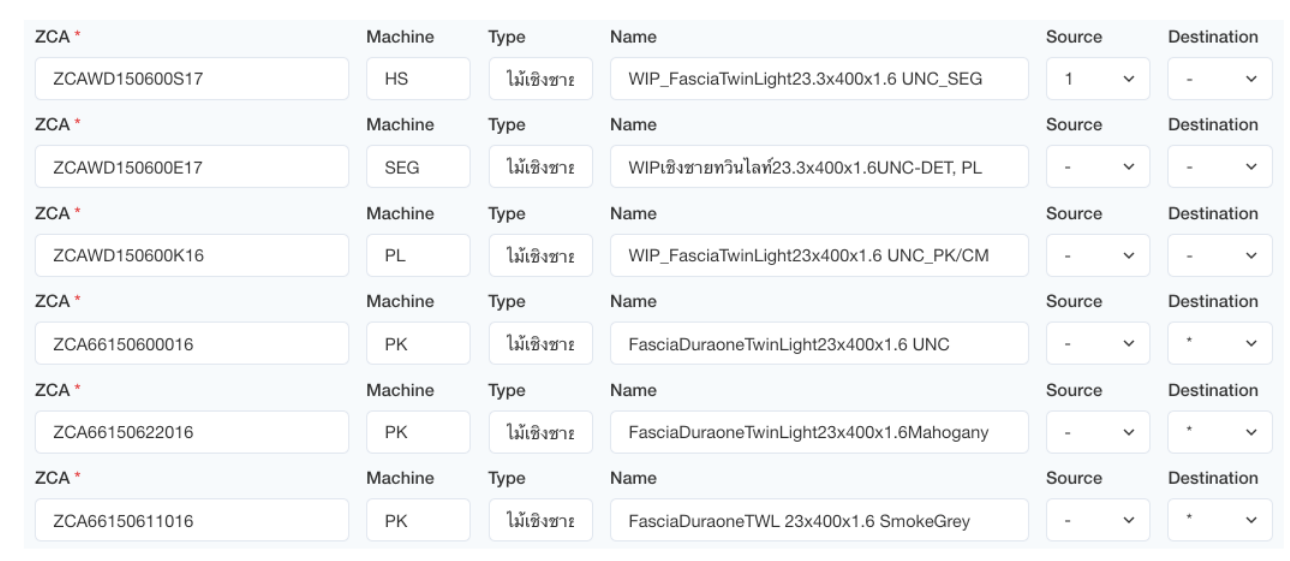 ZCA * Machine Type Name Source Destination
ZCAWD150600S17 HS ไม้เชิงชาย WIP_FasciaTwinLight23.3x400x1.6 UNC_SEG 1 -
ZCA * Machine Type Name Source Destination
ZCAWD150600E17 SEG ไม้เชิงชาย WIPเชิงชายทวินไลท์23.3x400x1.6UNC-DET, PL - -
ZCA * Machine Type Name Source Destination
ZCAWD150600K16 PL ไม้เชิงชาย WIP_FasciaTwinLight23x400x1.6 UNC_PK/CM - -
ZCA * Machine Type Name Source Destination
ZCA66150600016 PK ไม้เชิงชาย FasciaDuraoneTwinLight23x400x1.6 UNC - *
ZCA * Machine Type Name Source Destination
ZCA66150622016 PK ไม้เชิงชาย FasciaDuraoneTwinLight23x400x1.6Mahogany - *
ZCA * Machine Type Name Source Destination
ZCA66150611016 PK ไม้เชิงชาย FasciaDuraoneTWL 23x400x1.6 SmokeGrey - *